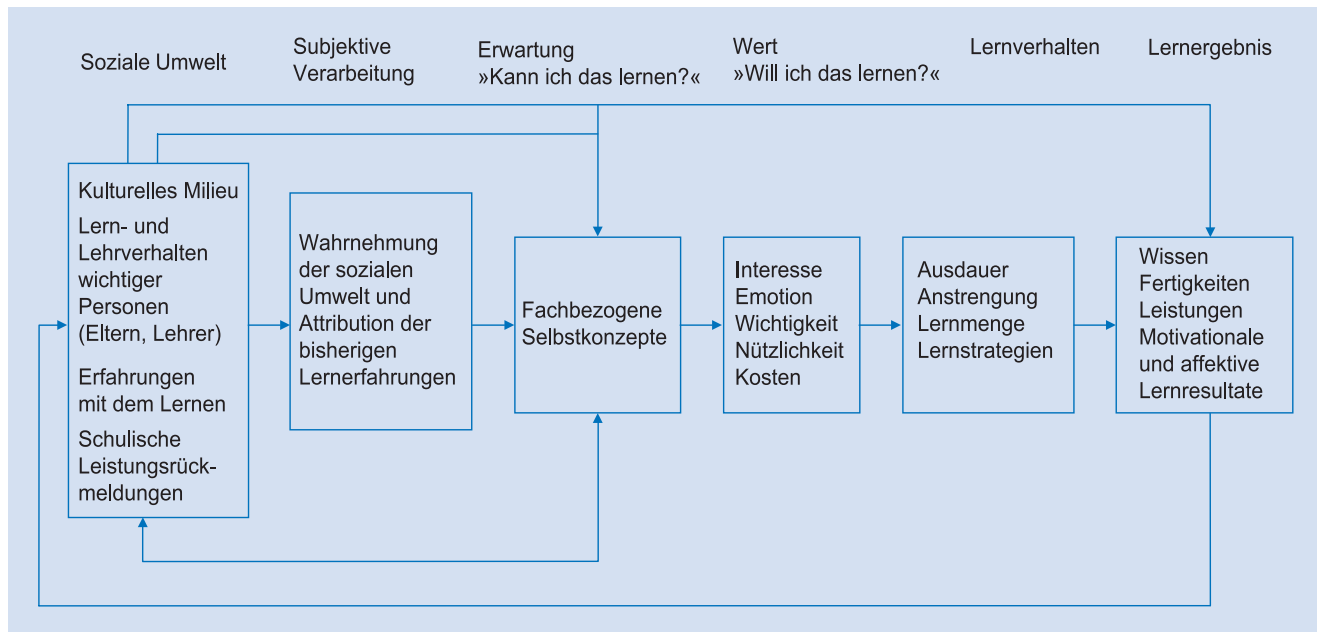 Soziale Umwelt
Subjektive
Verarbeitung
Erwartung
»Kann ich das lernen?«
Wert
»Will ich das lernen?«
Lernverhalten
Lernergebnis
Kulturelles Milieu
Lern- und
Lehrverhalten
wichtiger
Personen
(Eltern, Lehrer)
Erfahrungen
mit dem Lernen
Schulische
Leistungsrück-
meldungen
Wahrnehmung
der sozialen
Umwelt und
Attribution der
bisherigen
Lernerfahrungen
Fachbezogene
Selbstkonzepte
Interesse
Emotion
Wichtigkeit
Nützlichkeit
Kosten
Ausdauer
Anstrengung
Lernmenge
Lernstrategien
Wissen
Fertigkeiten
Leistungen
Motivationale
und affektive
Lernresultate